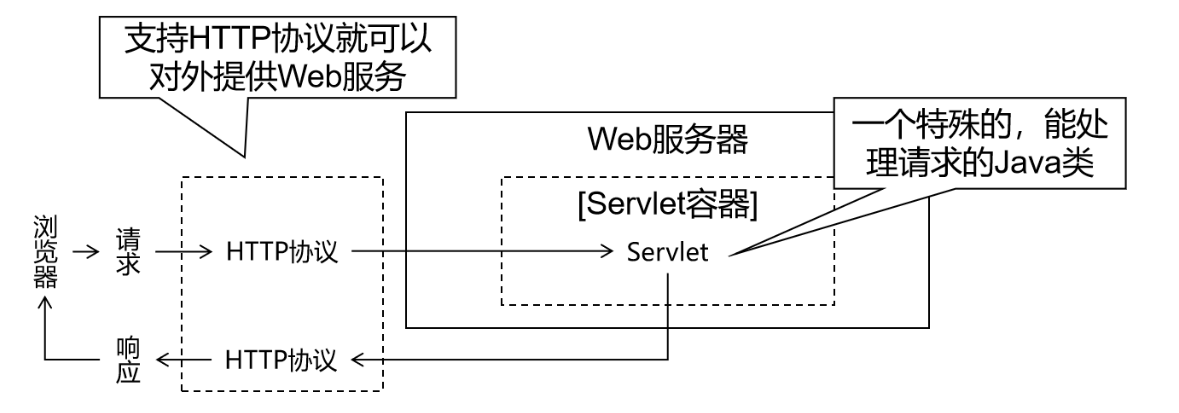 支持HTTP协议就可以
对外提供Web服务
Web服务器
一个特殊的，能处
理请求的Java类
[Servlet容器]
浏览器
请求
HTTP协议
Servlet
响应
HTTP协议